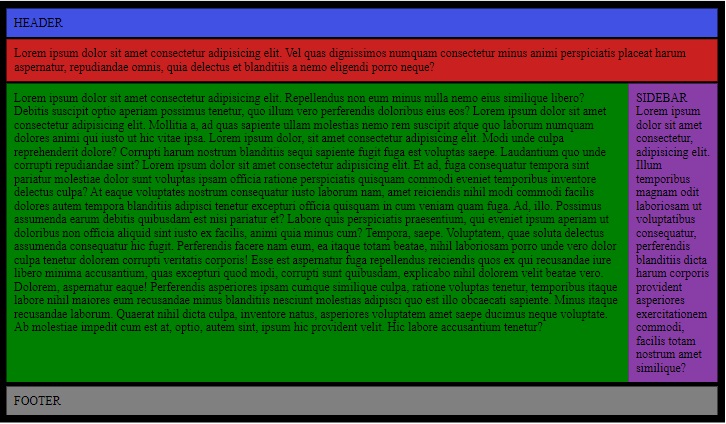 HEADER
Lorem ipsum dolor sit amet consectetur adipisicing elit. Vel quas dignissimos numquam consectetur minus animi perspiciatis placeat harum
aspernatur, repudiandae omnis, quia delectus et blanditiis a nemo eligendi porro neque?
Lorem ipsum dolor sit amet consectetur adipisicing elit. Repellendus non eum minus nulla nemo eius similique libero?
Debitis suscipit optio aperiam possimus tenetur, quo illum vero perferendis doloribus eius eos? Lorem ipsum dolor sit amet
consectetur adipisicing elit. Mollitia a, ad quas sapiente ullam molestias nemo rem suscipit atque quo laborum numquam
dolores animi qui iusto ut hic vitae ipsa. Lorem ipsum dolor, sit amet consectetur adipisicing elit. Modi unde culpa
reprehenderit dolore? Corrupti harum nostrum blanditiis sequi sapiente fugit fuga est voluptas saepe. Laudantium quo unde
corrupti repudiandae sint? Lorem ipsum dolor sit amet consectetur adipisicing elit. Et ad, fuga consectetur temporibus sint
pariatur molestiae dolor sunt voluptas ipsam officia ratione perspiciatis quisquam commodi eveniet temporibus inventore
delectus culpa? At eaque voluptates nostrum consequatur iusto laborum nam, amet reiciendis nihil modi commodi facilis
dolores autem tempora blanditiis adipisci tenetur excepturi officia quisquam in cum veniam quam fuga. Ad, illo. Possimus
assumenda earum debitis quibusdam est nisi pariatur et? Labore quis perspiciatis praesentium, qui eveniet ipsum aperiam ut
doloribus non officia aliquid sint iusto ex facilis, animi quia minus cum? Tempora, saepe. Voluptatem, quae soluta delectus
assumenda consequatur hic fugit. Perferendis facere nam eum, ea itaque totam beatae, nihil laboriosam porro unde vero dolor
culpa tenetur dolorem corrupti veritatis corporis! Esse est aspernatur fuga repellendus reiciendis quos ex qui recusandae iure
libero minima accusantium, quas excepturi quod modi, corrupti sint quibusdam, explicabo nihil dolorem velit beatae vero.
Dolorem, aspernatur eaque! Perferendis asperiores ipsam cumque similique culpa, ratione voluptas tenetur, temporibus itaque
labore nihil maiores eum recusandae minus blanditiis nesciunt molestias adipisci quo est illo obcaecati sapiente. Minus itaque
recusandae laborum. Quaerat nihil dicta culpa, inventore natus, asperiores voluptatem amet saepe ducimus neque voluptate.
Ab molestiae impedit cum est at, optio, autem sint, ipsum hic provident velit. Hic labore accusantium tenetur?
SIDEBAR
Lorem ipsum
dolor sit amet
consectetur,
adipisicing elit.
Illum
temporibus
magnam odit
laboriosam ut
voluptatibus
consequatur,
perferendis
blanditiis dicta
harum corporis
provident
asperiores
exercitationem
commodi,
facilis totam
nostrum amet
similique?
FOOTER